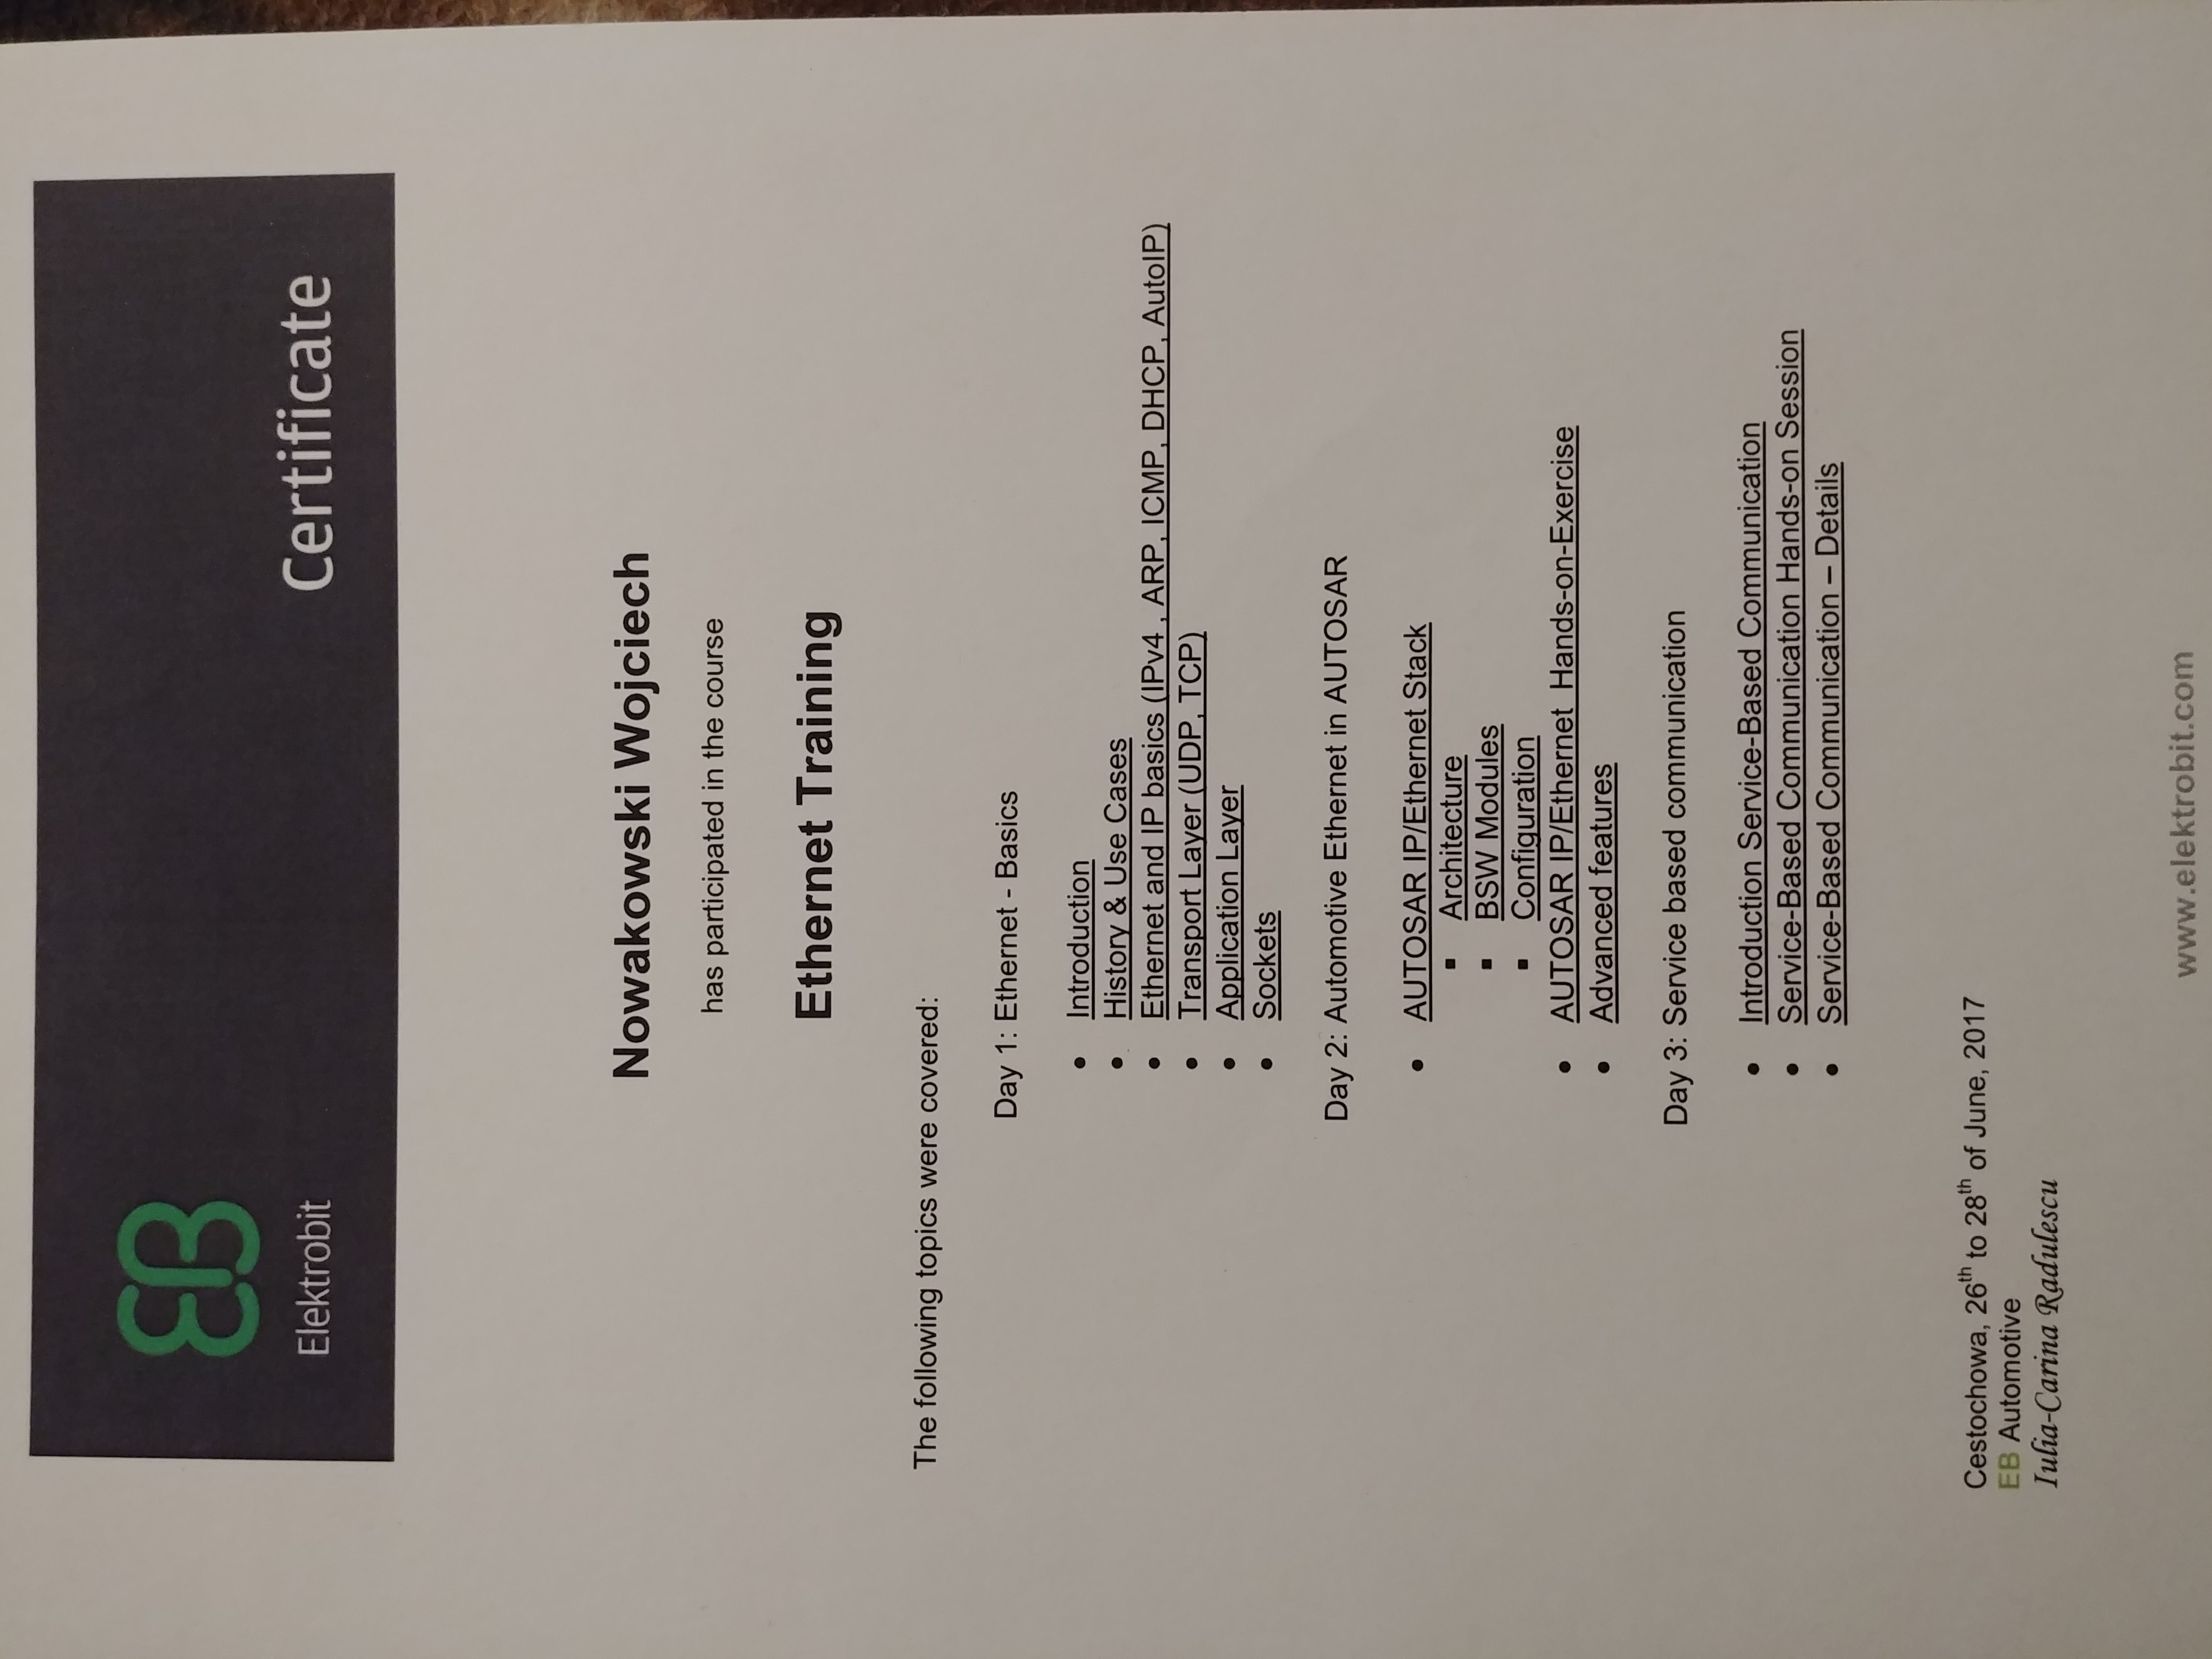 EB
Elektrobit
Certificate
Nowakowski Wojciech
has participated in the course
Ethernet Training
The following topics were covered:
Day 1: Ethernet - Basics
• Introduction
• History & Use Cases
• Ethernet and IP basics (IPv4 , ARP, ICMP, DHCP, AutoIP)
• Transport Layer (UDP, TCP)
• Application Layer
• Sockets
Day 2: Automotive Ethernet in AUTOSAR
• AUTOSAR IP/Ethernet Stack
▪ Architecture
▪ BSW Modules
▪ Configuration
• AUTOSAR IP/Ethernet  Hands-on-Exercise
• Advanced features
Day 3: Service based communication
• Introduction Service-Based Communication
• Service-Based Communication Hands-on Session
• Service-Based Communication – Details
Cestochowa, 26th to 28th of June, 2017
EB Automotive
Iulia-Carina Radulescu
www.elektrobit.com